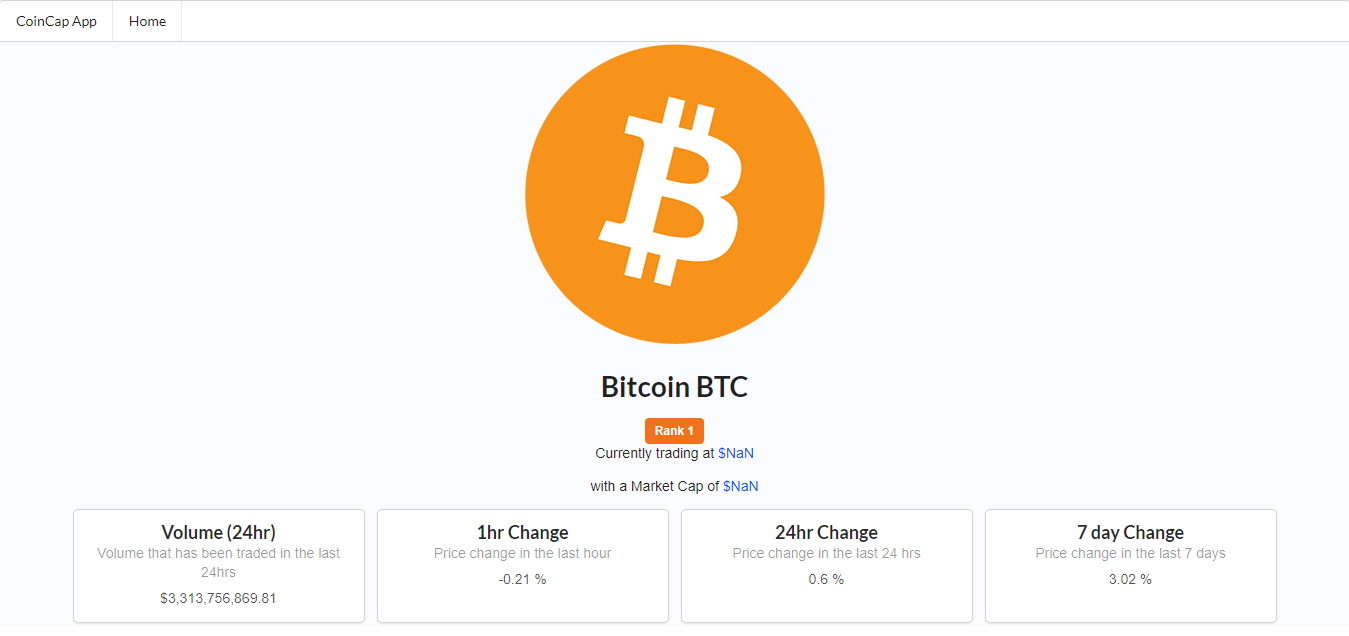 CoinCap App Home
Bitcoin BTC
Rank 1
Currently trading at $NaN
with a Market Cap of $NaN
Volume (24hr)
Volume that has been traded in the last
24hrs
$3,313,756,869.81
1hr Change
Price change in the last hour
-0.21 %
24hr Change
Price change in the last 24 hrs
0.6 %
7 day Change
Price change in the last 7 days
3.02 %